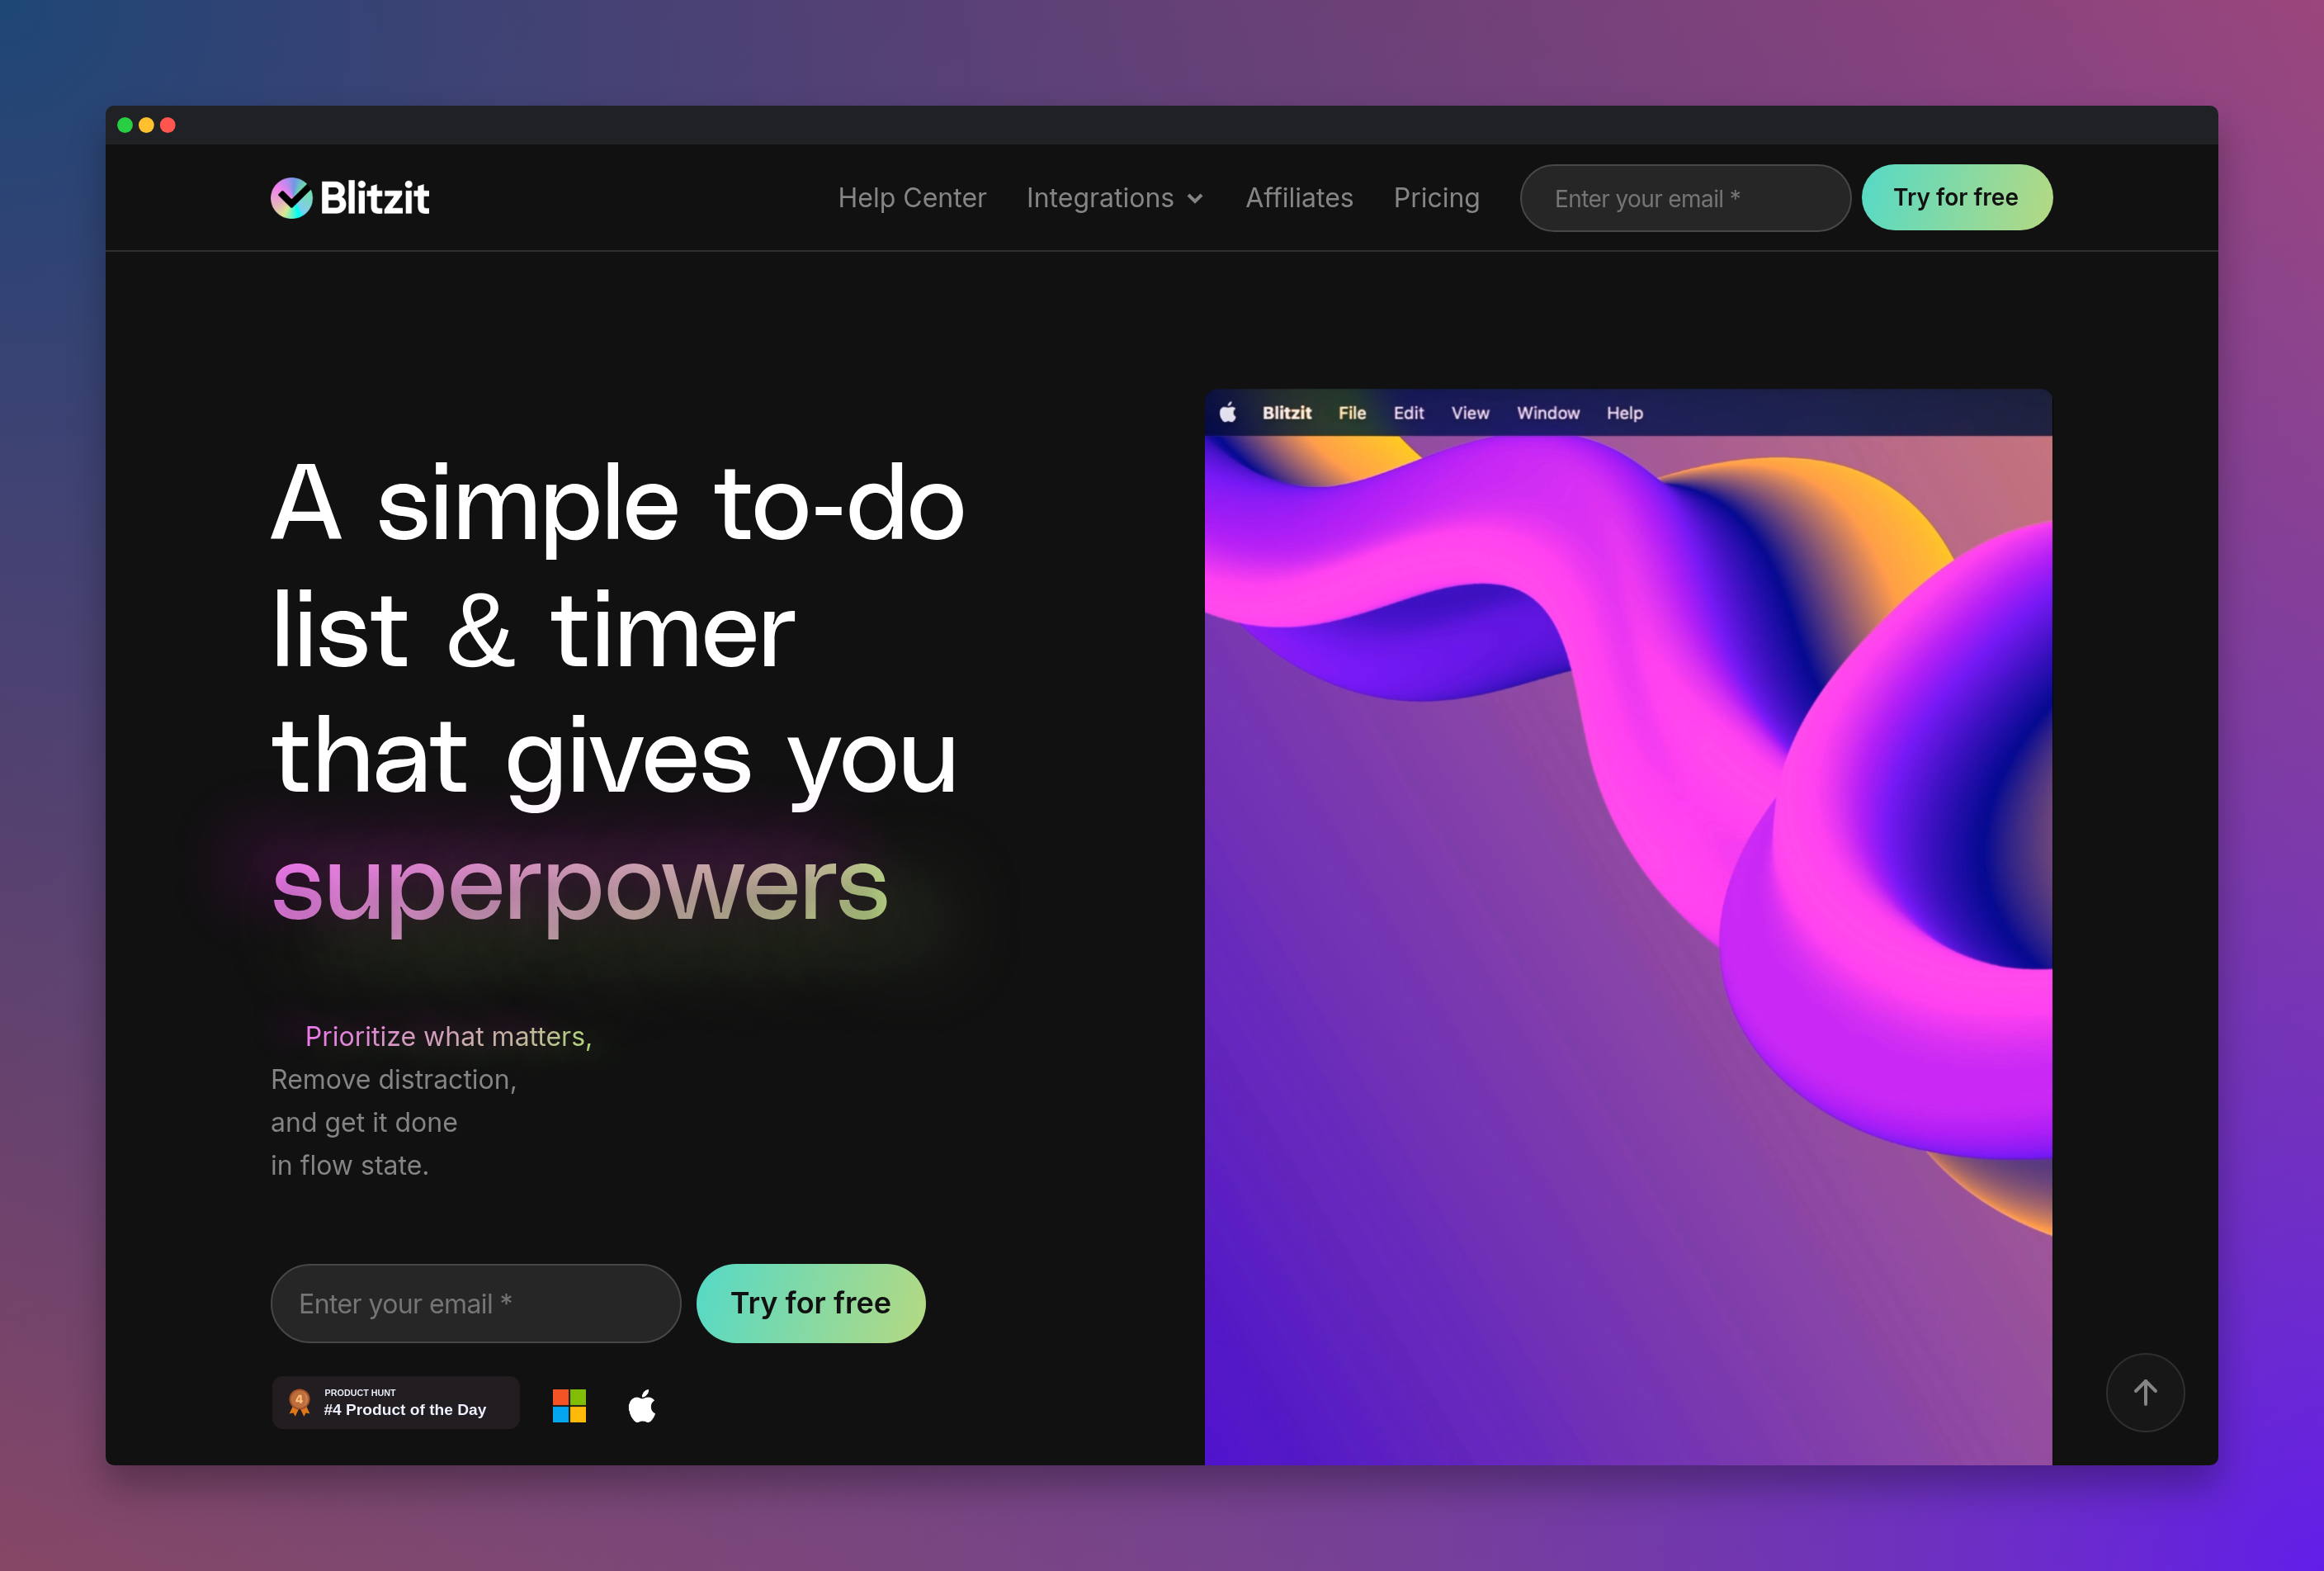 Blitzit
Help Center Integrations Affiliates Pricing Enter your email * Try for free
Blitzit File Edit View Window Help
A simple to-do
list & timer
that gives you
superpowers
Prioritize what matters,
Remove distraction,
and get it done
in flow state.
Enter your email * Try for free
4
PRODUCT HUNT
#4 Product of the Day